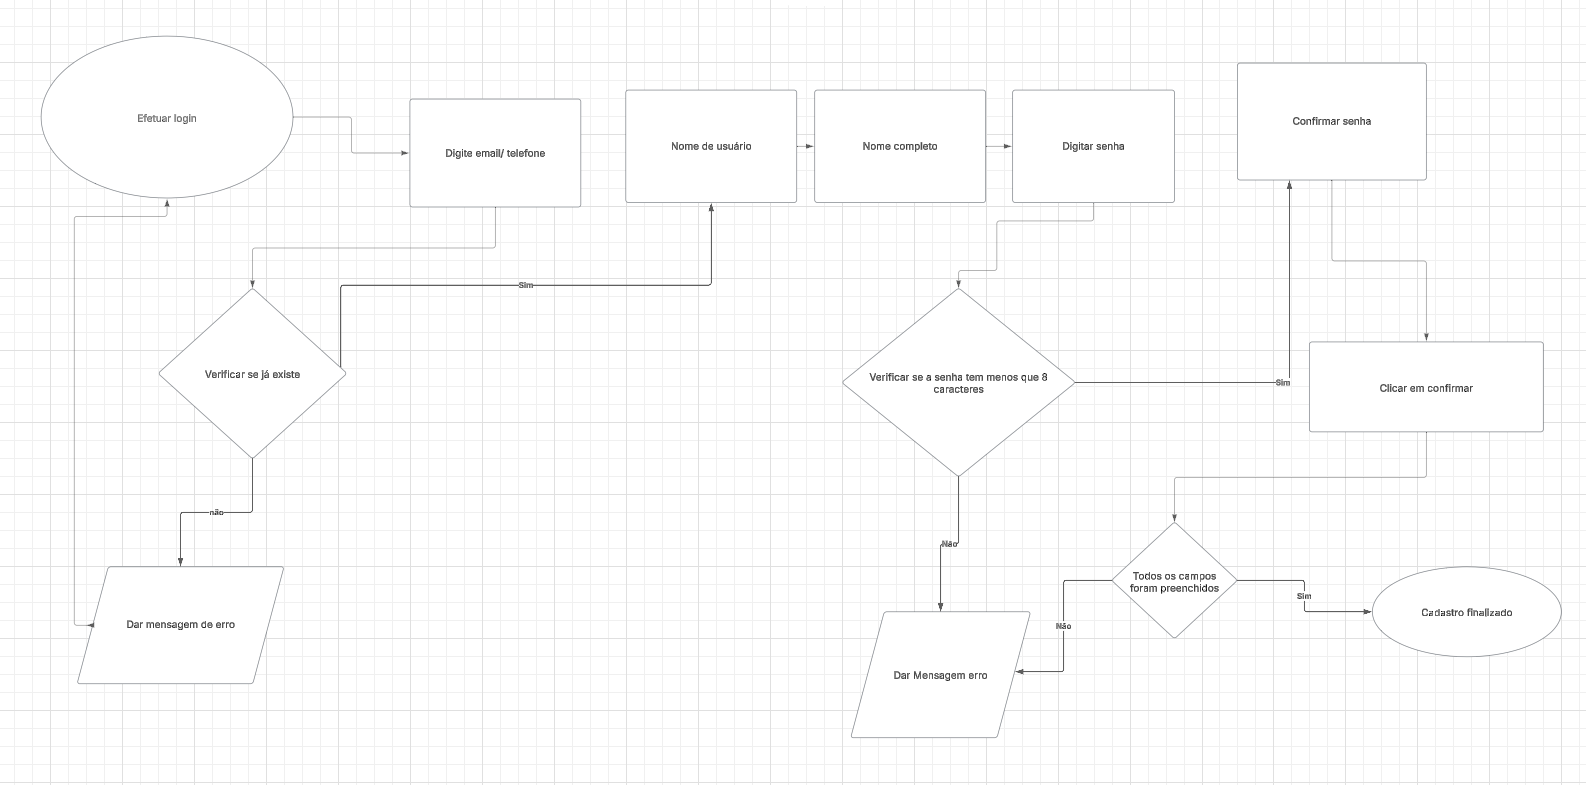 Efetuar login
Digite email/ telefone
Nome de usuário
Nome completo
Digitar senha
Confirmar senha
Sim
Verificar se já existe
Verificar se a senha tem menos que 8
caracteres
Sim
Clicar em confirmar
não
Não
Todos os campos
foram preenchidos
Sim
Cadastro finalizado
Dar mensagem de erro
Não
Dar Mensagem erro